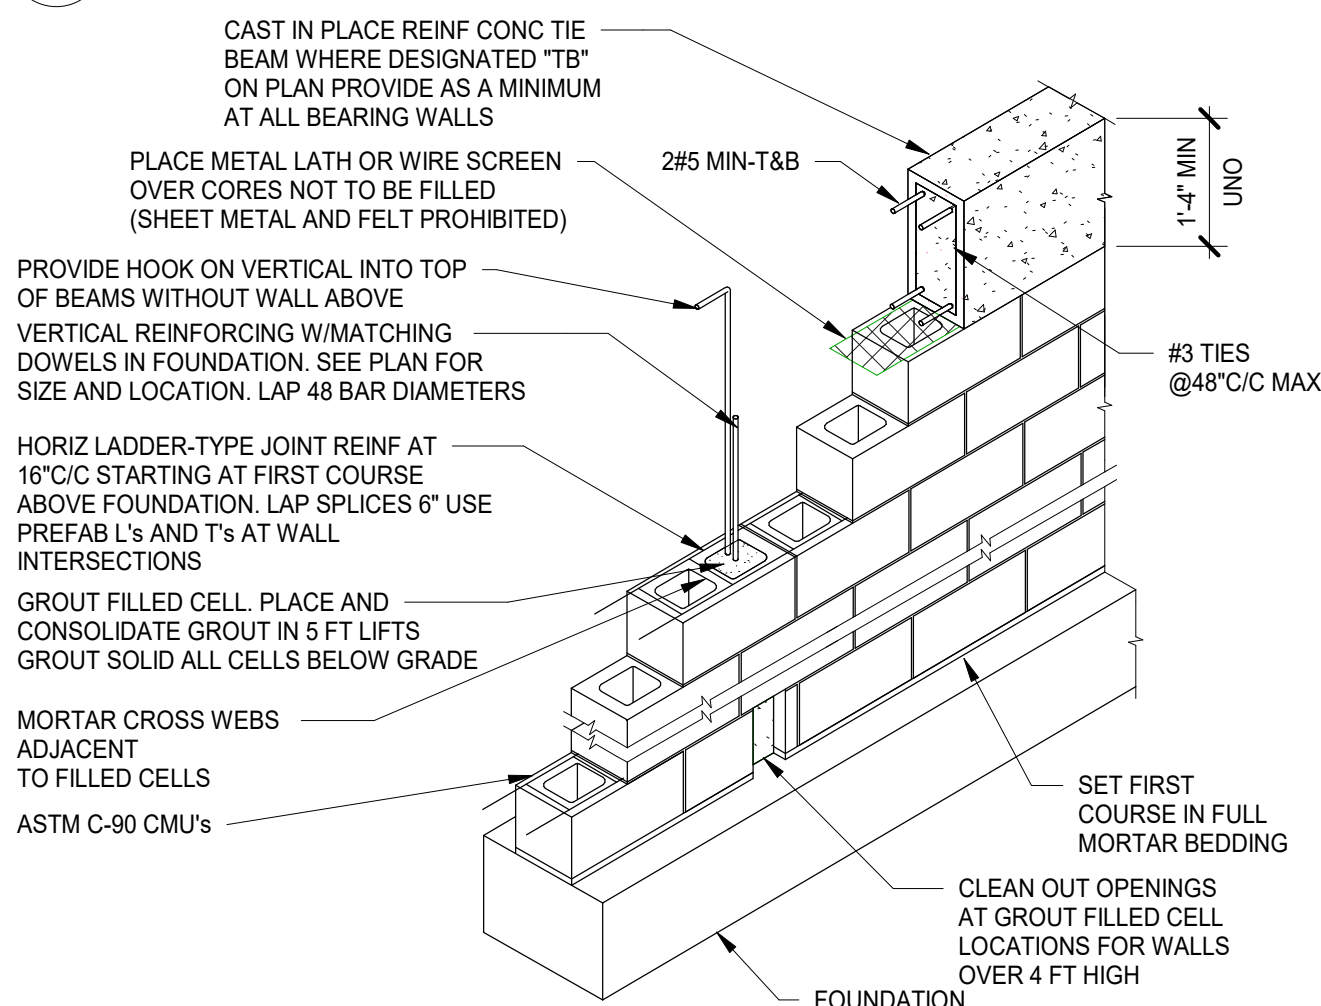 CAST IN PLACE REINF CONC TIE
BEAM WHERE DESIGNATED "TB"
ON PLAN PROVIDE AS A MINIMUM
AT ALL BEARING WALLS
PLACE METAL LATH OR WIRE SCREEN
OVER CORES NOT TO BE FILLED
(SHEET METAL AND FELT PROHIBITED)
2#5 MIN-T&B
1'-4" MIN
UNO
PROVIDE HOOK ON VERTICAL INTO TOP
OF BEAMS WITHOUT WALL ABOVE
VERTICAL REINFORCING W/MATCHING
DOWELS IN FOUNDATION. SEE PLAN FOR
SIZE AND LOCATION. LAP 48 BAR DIAMETERS
#3 TIES
@48"C/C MAX
HORIZ LADDER-TYPE JOINT REINF AT
16"C/C STARTING AT FIRST COURSE
ABOVE FOUNDATION. LAP SPLICES 6" USE
PREFAB L's AND T's AT WALL
INTERSECTIONS
GROUT FILLED CELL. PLACE AND
CONSOLIDATE GROUT IN 5 FT LIFTS
GROUT SOLID ALL CELLS BELOW GRADE
MORTAR CROSS WEBS
ADJACENT
TO FILLED CELLS
ASTM C-90 CMU's
SET FIRST
COURSE IN FULL
MORTAR BEDDING
CLEAN OUT OPENINGS
AT GROUT FILLED CELL
LOCATIONS FOR WALLS
OVER 4 FT HIGH
FOUNDATION